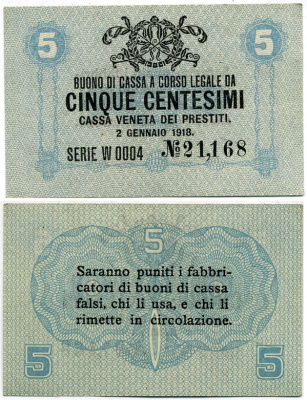 5 5
BUONO DI CASSA A CORSO LEGALE DA
CINQUE CENTESIMI
CASSA VENETA DEI PRESTITI.
2 GENNAIO 1918.
SERIE W 0004 No 21,168
5
Saranno puniti i fabbri-
catori di buoni di cassa
falsi, chi li usa, e chi li
rimette in circolazione.
5 5